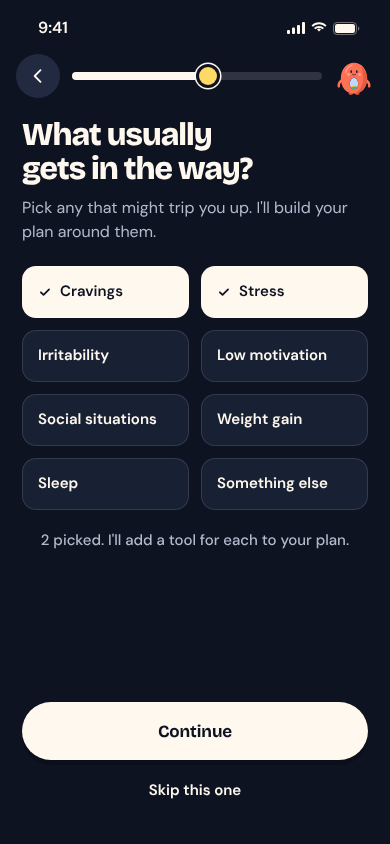 9:41
What usually
gets in the way?
Pick any that might trip you up. I'll build your
plan around them.
Cravings
Stress
Irritability
Low motivation
Social situations
Weight gain
Sleep
Something else
2 picked. I'll add a tool for each to your plan.
Continue
Skip this one